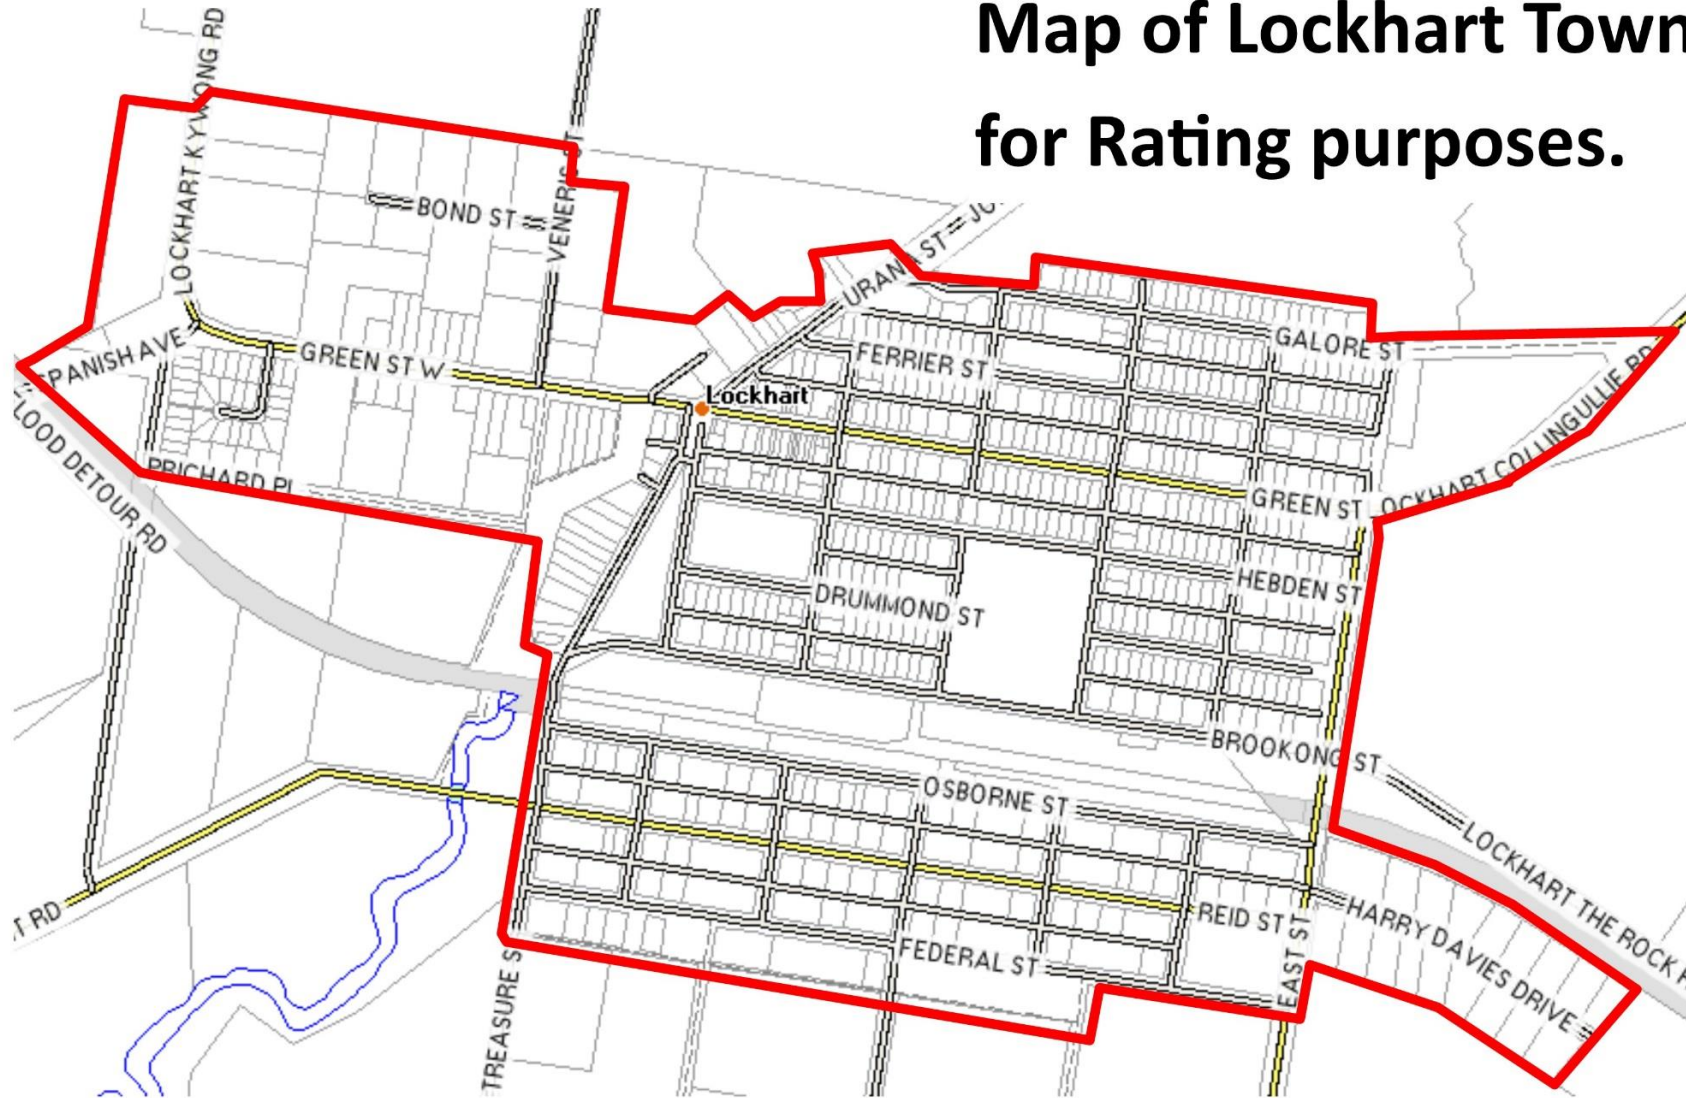 Map of Lockhart Town
for Rating purposes.
LOCKHART KYWONG RD
VENERIS ST
BOND ST
URANA ST
SPANISH AVE
GREEN ST W
FERRIER ST
GALORE ST
Lockhart
LOCKHART COLLINGULLIE RD
FLOOD DETOUR RD
PRICHARD PL
GREEN ST
HEBDEN ST
DRUMMOND ST
BROOKONG ST
OSBORNE ST
LOCKHART THE ROCK R
T RD
REID ST
EAST ST
HARRY DAVIES DRIVE
FEDERAL ST
TREASURE S